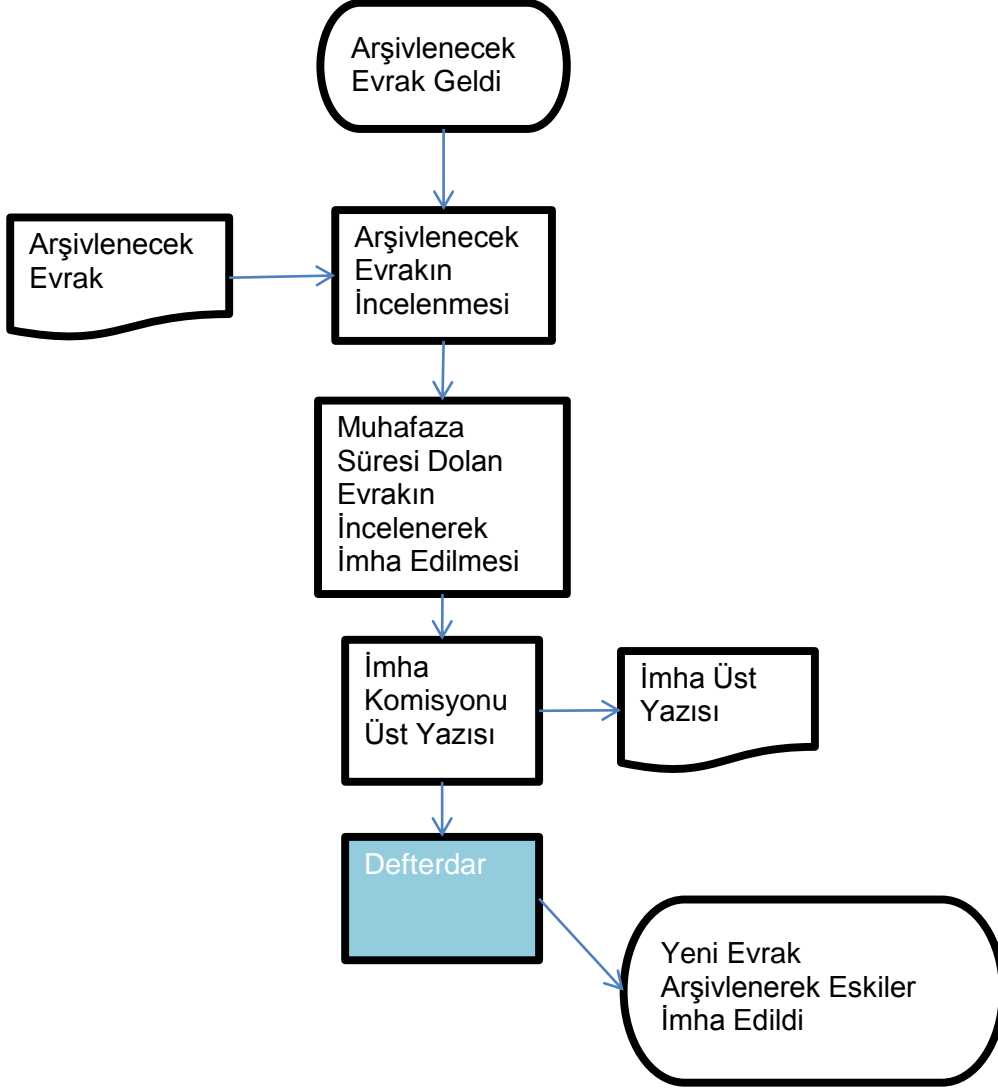 Arşivlenecek
Evrak Geldi
Arşivlenecek
Evrak
Arşivlenecek
Evrakın
İncelenmesi
Muhafaza
Süresi Dolan
Evrakın
İncelenerek
İmha Edilmesi
İmha
Komisyonu
Üst Yazısı
İmha Üst
Yazısı
Defterdar
Yeni Evrak
Arşivlenerek Eskiler
İmha Edildi